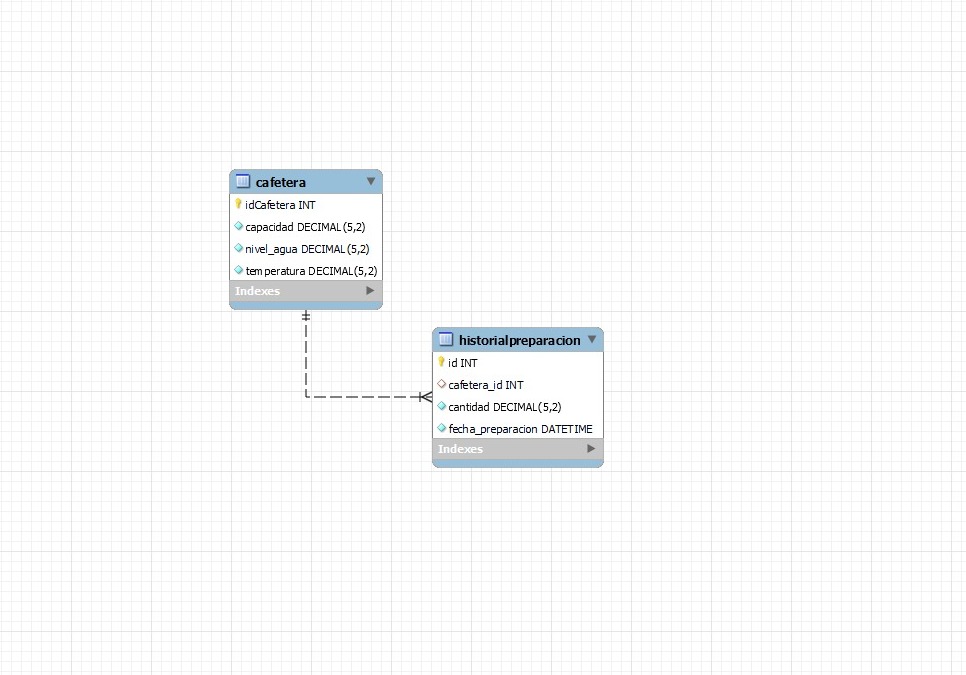 cafetera
idCafetera INT
capacidad DECIMAL(5,2)
nivel_agua DECIMAL(5,2)
temperatura DECIMAL(5,2)
Indexes
historialpreparacion
id INT
cafetera_id INT
cantidad DECIMAL(5,2)
fecha_preparacion DATETIME
Indexes